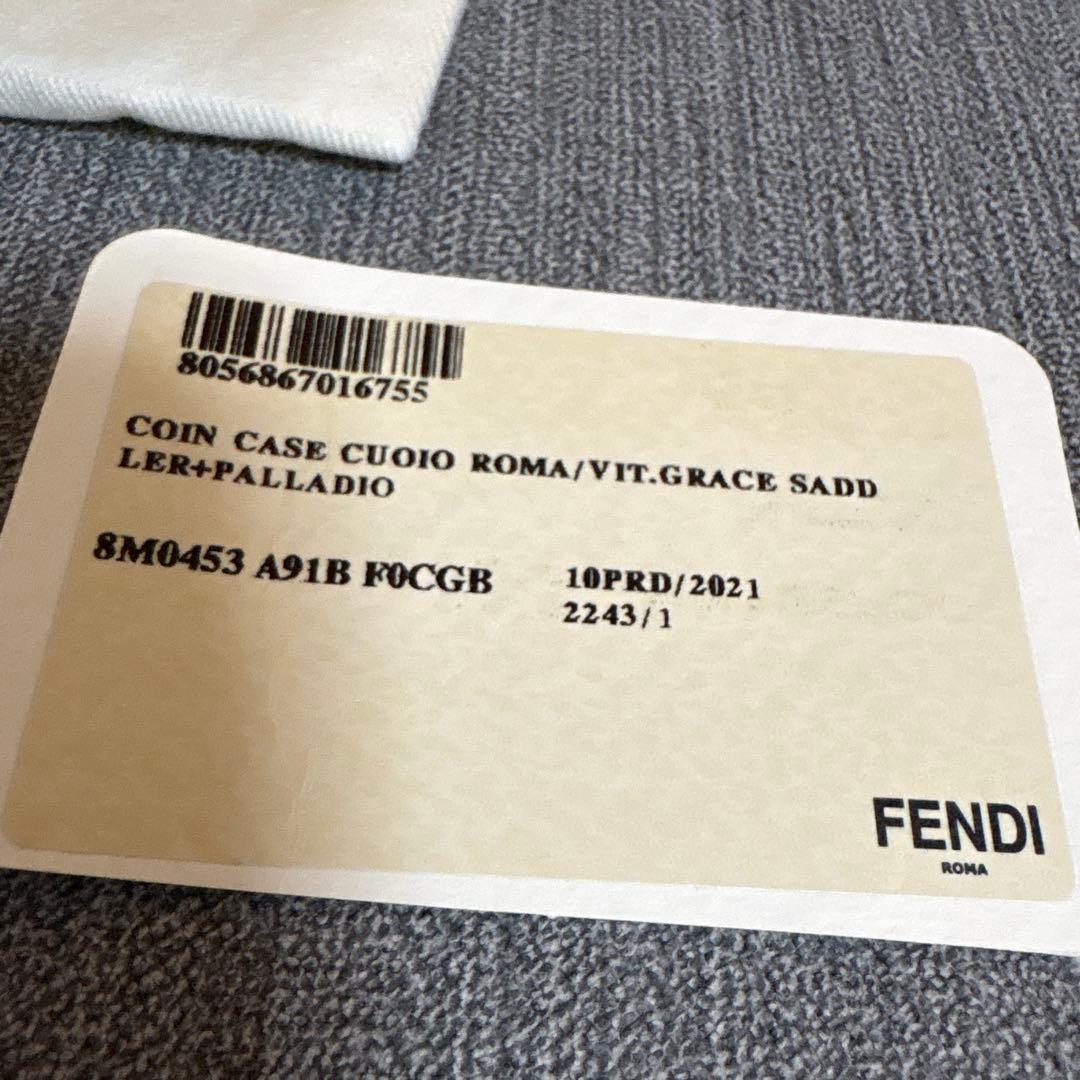 8056867016755
COIN CASE CUOIO ROMA/VIT.GRACE SADD
LER+PALLADIO
8M0453 A91B F0CGB
10PRD/2021
2243/1
FENDI
ROMA